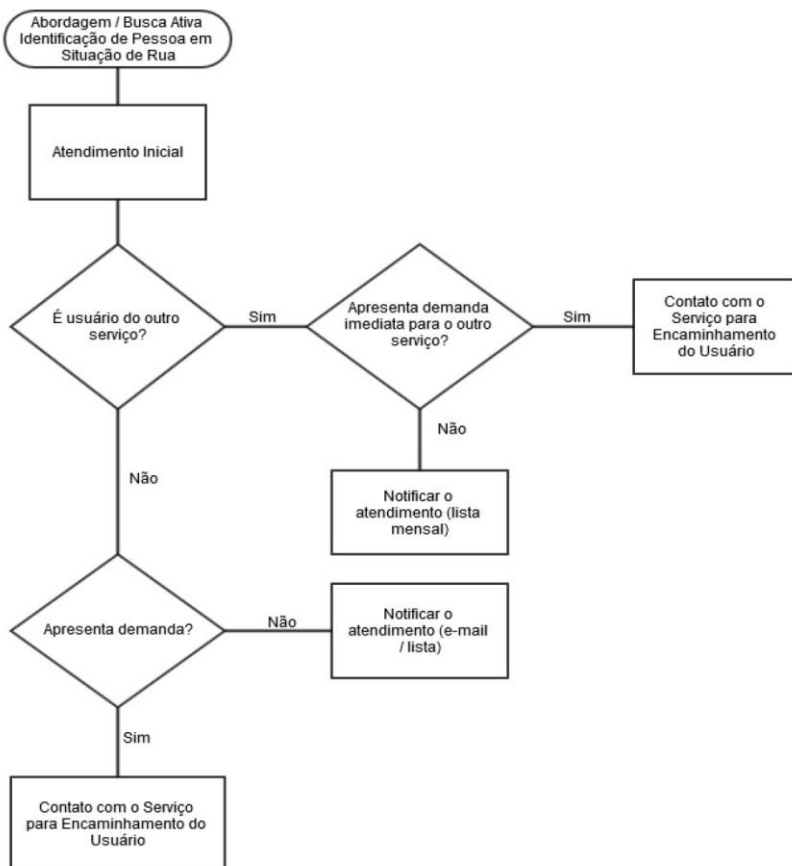 Abordagem / Busca Ativa
Identificação de Pessoa em
Situação de Rua
Atendimento Inicial
É usuário do outro
serviço?
Sim
Apresenta demanda
imediata para o outro
serviço?
Sim
Contato com o
Serviço para
Encaminhamento
do Usuário
Não
Notificar o
atendimento (lista
mensal)
Não
Apresenta demanda?
Não
Notificar o
atendimento (e-mail
/ lista)
Sim
Contato com o Serviço
para Encaminhamento do
Usuário